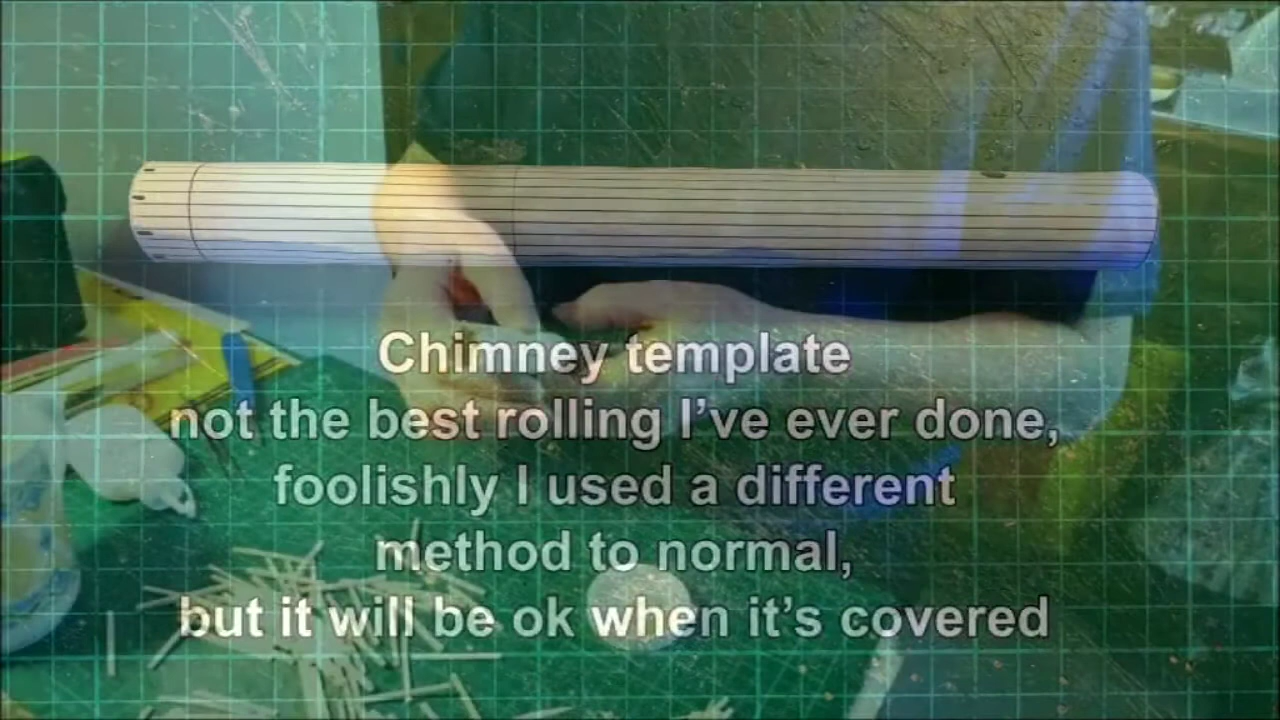 Chimney template
not the best rolling I’ve ever done,
foolishly I used a different
method to normal,
but it will be ok when it’s covered